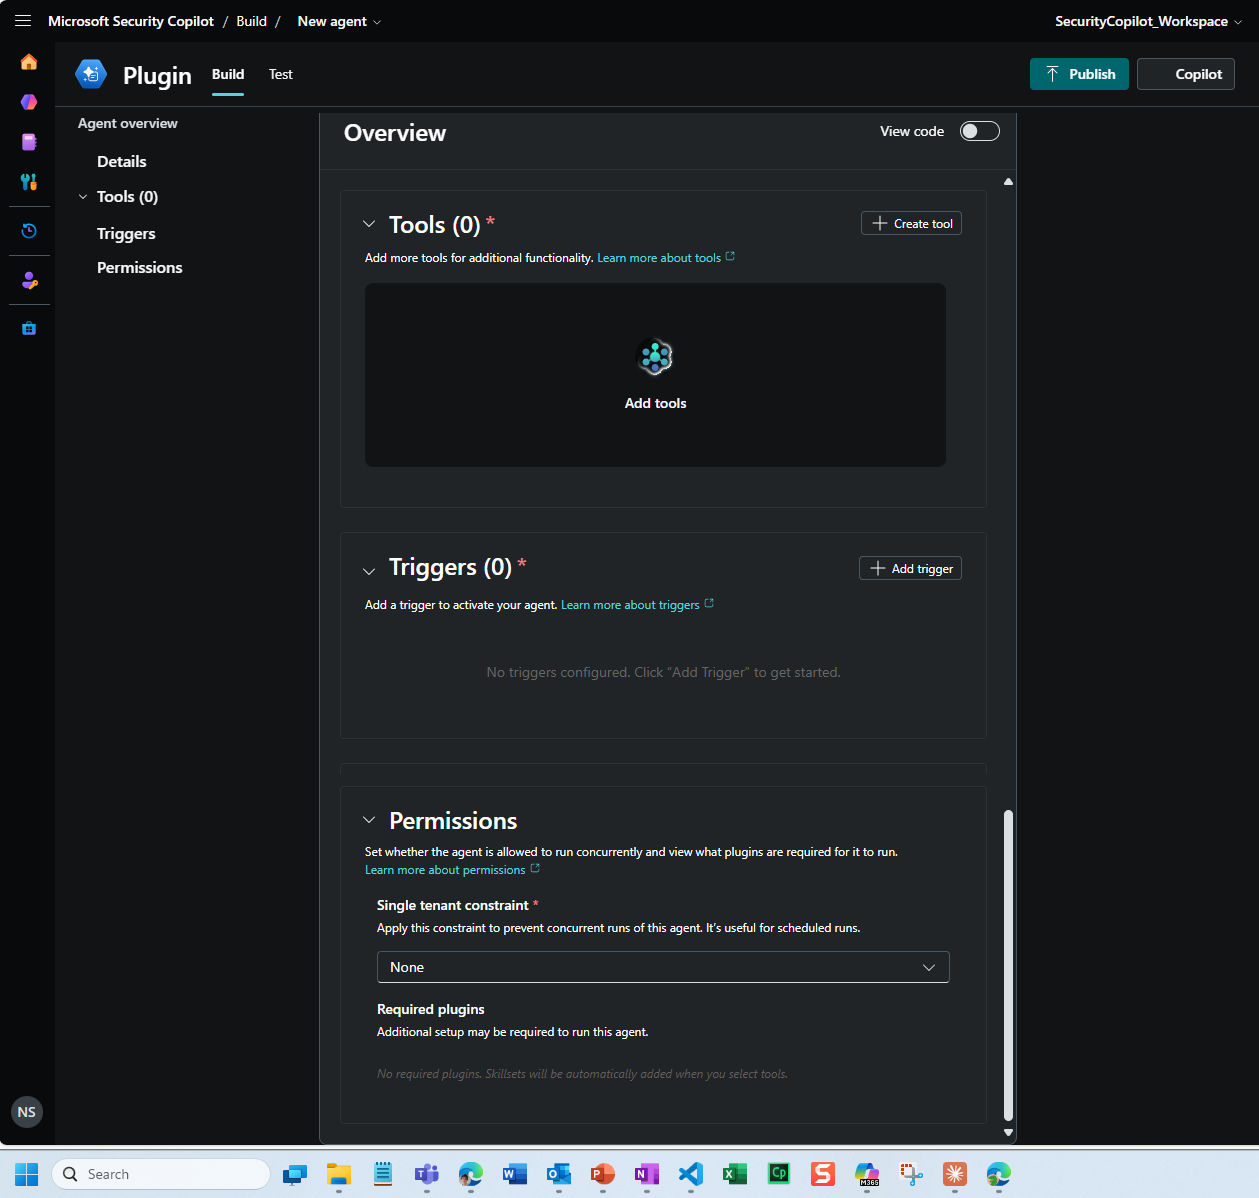 Microsoft Security Copilot / Build / New agent
SecurityCopilot_Workspace
Plugin
Build
Test
Publish
Copilot
Agent overview
Details
Tools (0)
Triggers
Permissions
Overview
View code
Tools (0) *
Create tool
Add more tools for additional functionality. Learn more about tools
Add tools
Triggers (0) *
Add trigger
Add a trigger to activate your agent. Learn more about triggers
No triggers configured. Click “Add Trigger” to get started.
Permissions
Set whether the agent is allowed to run concurrently and view what plugins are required for it to run.
Learn more about permissions
Single tenant constraint *
Apply this constraint to prevent concurrent runs of this agent. It’s useful for scheduled runs.
None
Required plugins
Additional setup may be required to run this agent.
No required plugins. Skillsets will be automatically added when you select tools.
NS
Search
T
W
O
P
N
X
Cp
S
M365